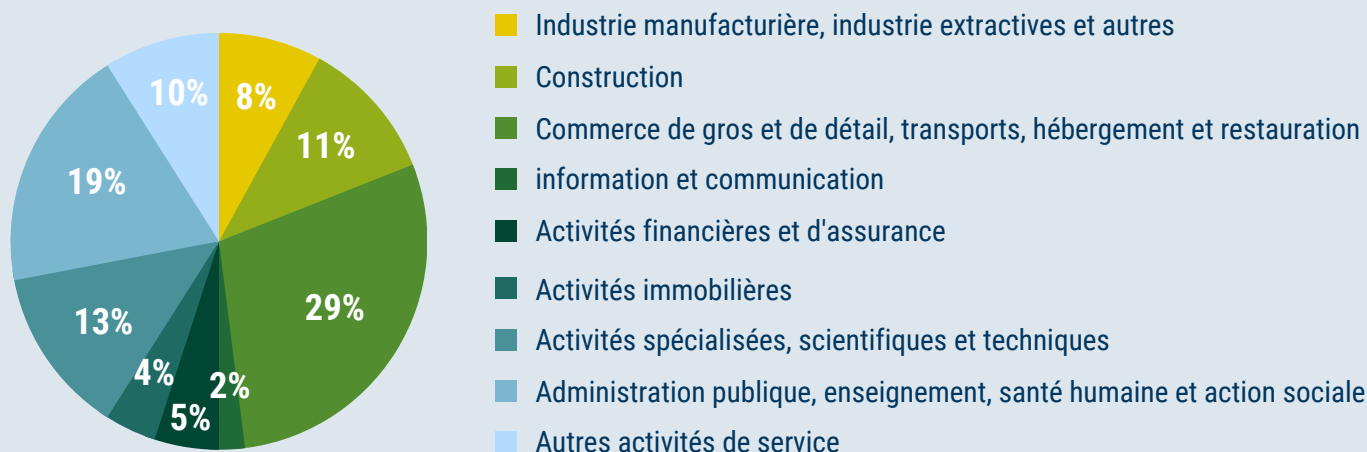 10%
8%
11%
19%
29%
13%
4%
2%
5%
Industrie manufacturière, industrie extractives et autres
Construction
Commerce de gros et de détail, transports, hébergement et restauration
information et communication
Activités financières et d'assurance
Activités immobilières
Activités spécialisées, scientifiques et techniques
Administration publique, enseignement, santé humaine et action sociale
Autres activités de service